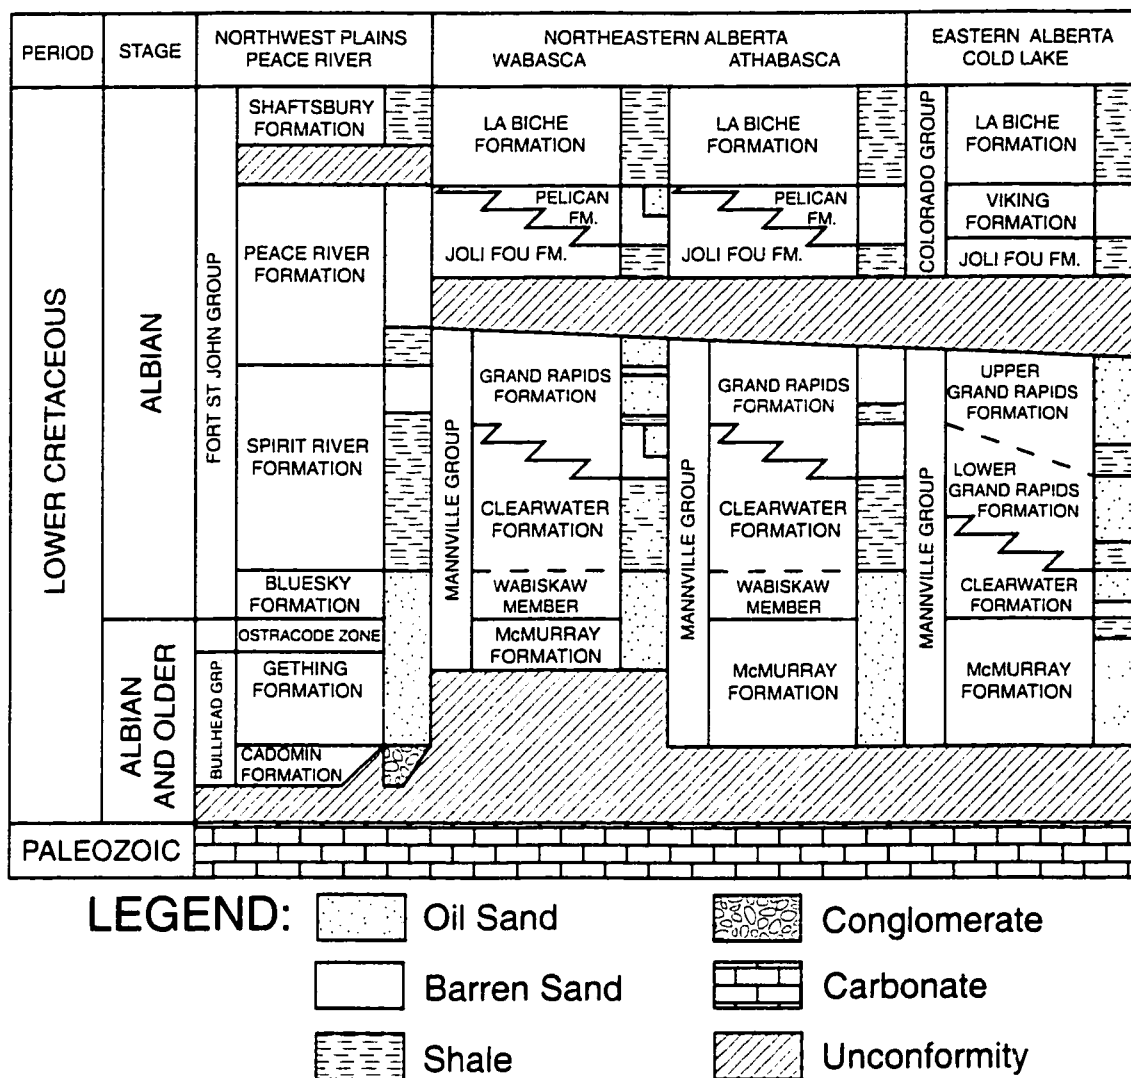 PERIOD
STAGE
NORTHWEST PLAINS
PEACE RIVER
NORTHEASTERN ALBERTA
WABASCA
ATHABASCA
EASTERN ALBERTA
COLD LAKE
LOWER CRETACEOUS
ALBIAN
ALBIAN
AND OLDER
FORT ST JOHN GROUP
BULLHEAD GRP
SHAFTSBURY
FORMATION
PEACE RIVER
FORMATION
SPIRIT RIVER
FORMATION
BLUESKY
FORMATION
OSTRACODE ZONE
GETHING
FORMATION
CADOMIN
FORMATION
LA BICHE
FORMATION
PELICAN
FM.
JOLI FOU FM.
MANNVILLE GROUP
GRAND RAPIDS
FORMATION
CLEARWATER
FORMATION
WABISKAW
MEMBER
McMURRAY
FORMATION
LA BICHE
FORMATION
PELICAN
FM.
JOLI FOU FM.
MANNVILLE GROUP
GRAND RAPIDS
FORMATION
CLEARWATER
FORMATION
WABISKAW
MEMBER
McMURRAY
FORMATION
COLORADO GROUP
LA BICHE
FORMATION
VIKING
FORMATION
JOLI FOU FM.
MANNVILLE GROUP
UPPER
GRAND RAPIDS
FORMATION
LOWER
GRAND RAPIDS
FORMATION
CLEARWATER
FORMATION
McMURRAY
FORMATION
PALEOZOIC
LEGEND:
Oil Sand
Barren Sand
Shale
Conglomerate
Carbonate
Unconformity